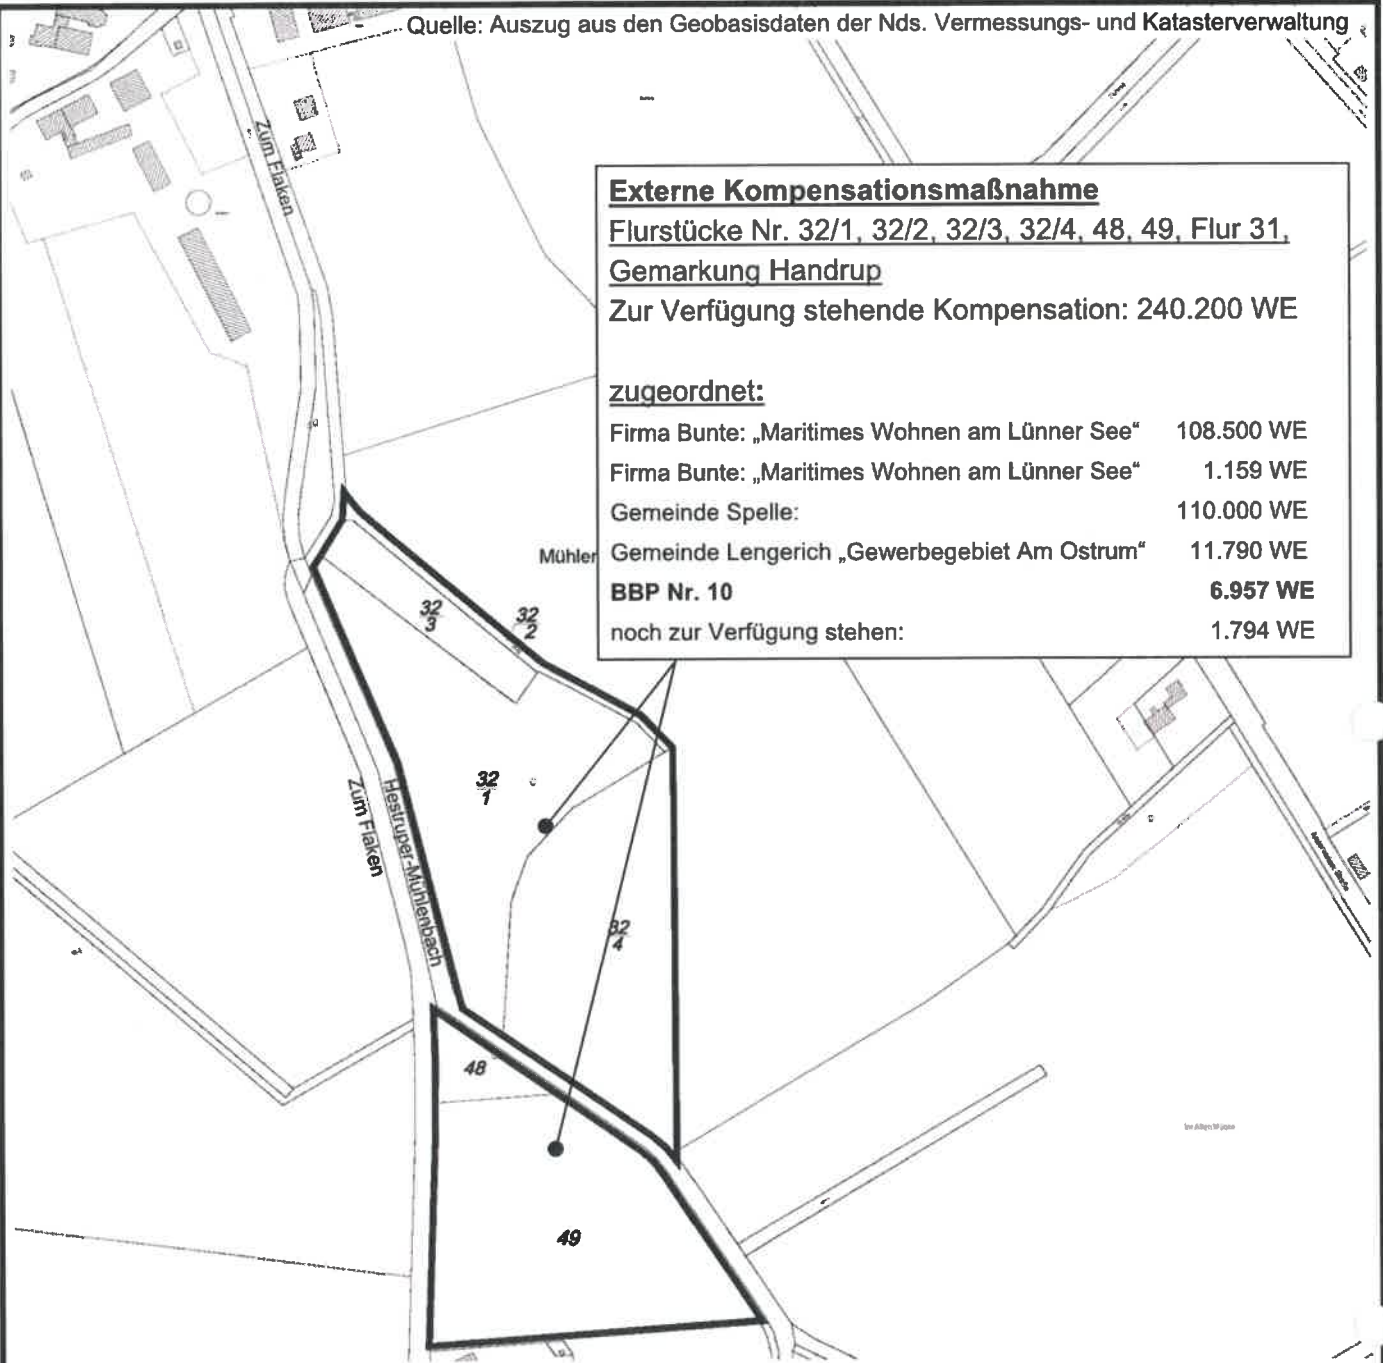 Quelle: Auszug aus den Geobasisdaten der Nds. Vermessungs- und Katasterverwaltung
Zum Flaken
Externe Kompensationsmaßnahme
Flurstücke Nr. 32/1, 32/2, 32/3, 32/4, 48, 49, Flur 31,
Gemarkung Handrup
Zur Verfügung stehende Kompensation: 240.200 WE
zugeordnet:
Firma Bunte: „Maritimes Wohnen am Lünner See“ 108.500 WE
Firma Bunte: „Maritimes Wohnen am Lünner See“ 1.159 WE
Gemeinde Spelle: 110.000 WE
Gemeinde Lengerich „Gewerbegebiet Am Ostrum“ 11.790 WE
BBP Nr. 10 6.957 WE
noch zur Verfügung stehen: 1.794 WE
Mühler
32
3
32
2
32
1
Zum Flaken
Hestruper-Mühlenbach
32
4
48
49